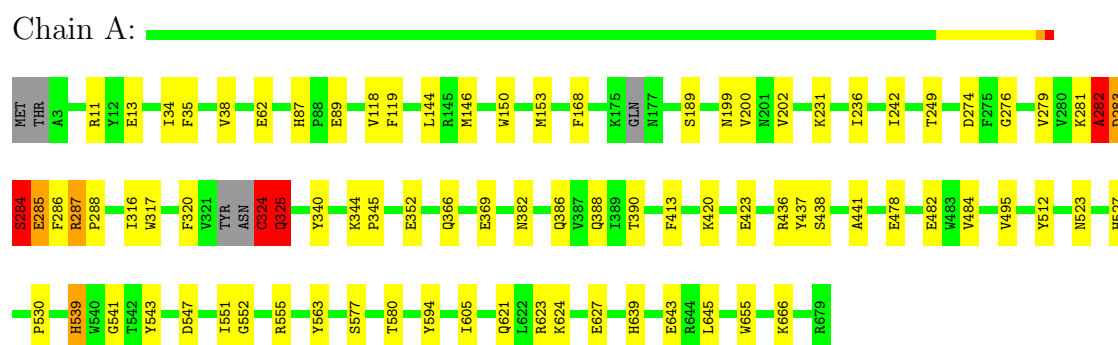 Chain A:
MET THR A3 R11 Y12 E13 I34 F35 V38 E62 H87 P88 E89 V118 F119 L144 R145 M146 W150 M153 F168 K175 GLN N177 S189 N199 V200 N201 V202 K231 I236 I242 T249 D274 F275 G276 V279 V280 K281 A282 D283
S284 E285 F286 R287 P288 I316 W317 F320 V321 TYR ASN C324 Q325 Y340 K344 P345 E352 Q366 E369 N382 Q386 V387 Q388 I389 T390 F413 K420 E423 R436 Y437 S438 A441 E478 E482 W483 V484 V495 Y512 N523 H527
P530 H539 W540 G541 T542 Y543 D547 I551 G552 R555 Y563 S577 T580 Y594 I605 Q621 L622 R623 K624 E627 H639 E643 R644 L645 W655 K666 R679